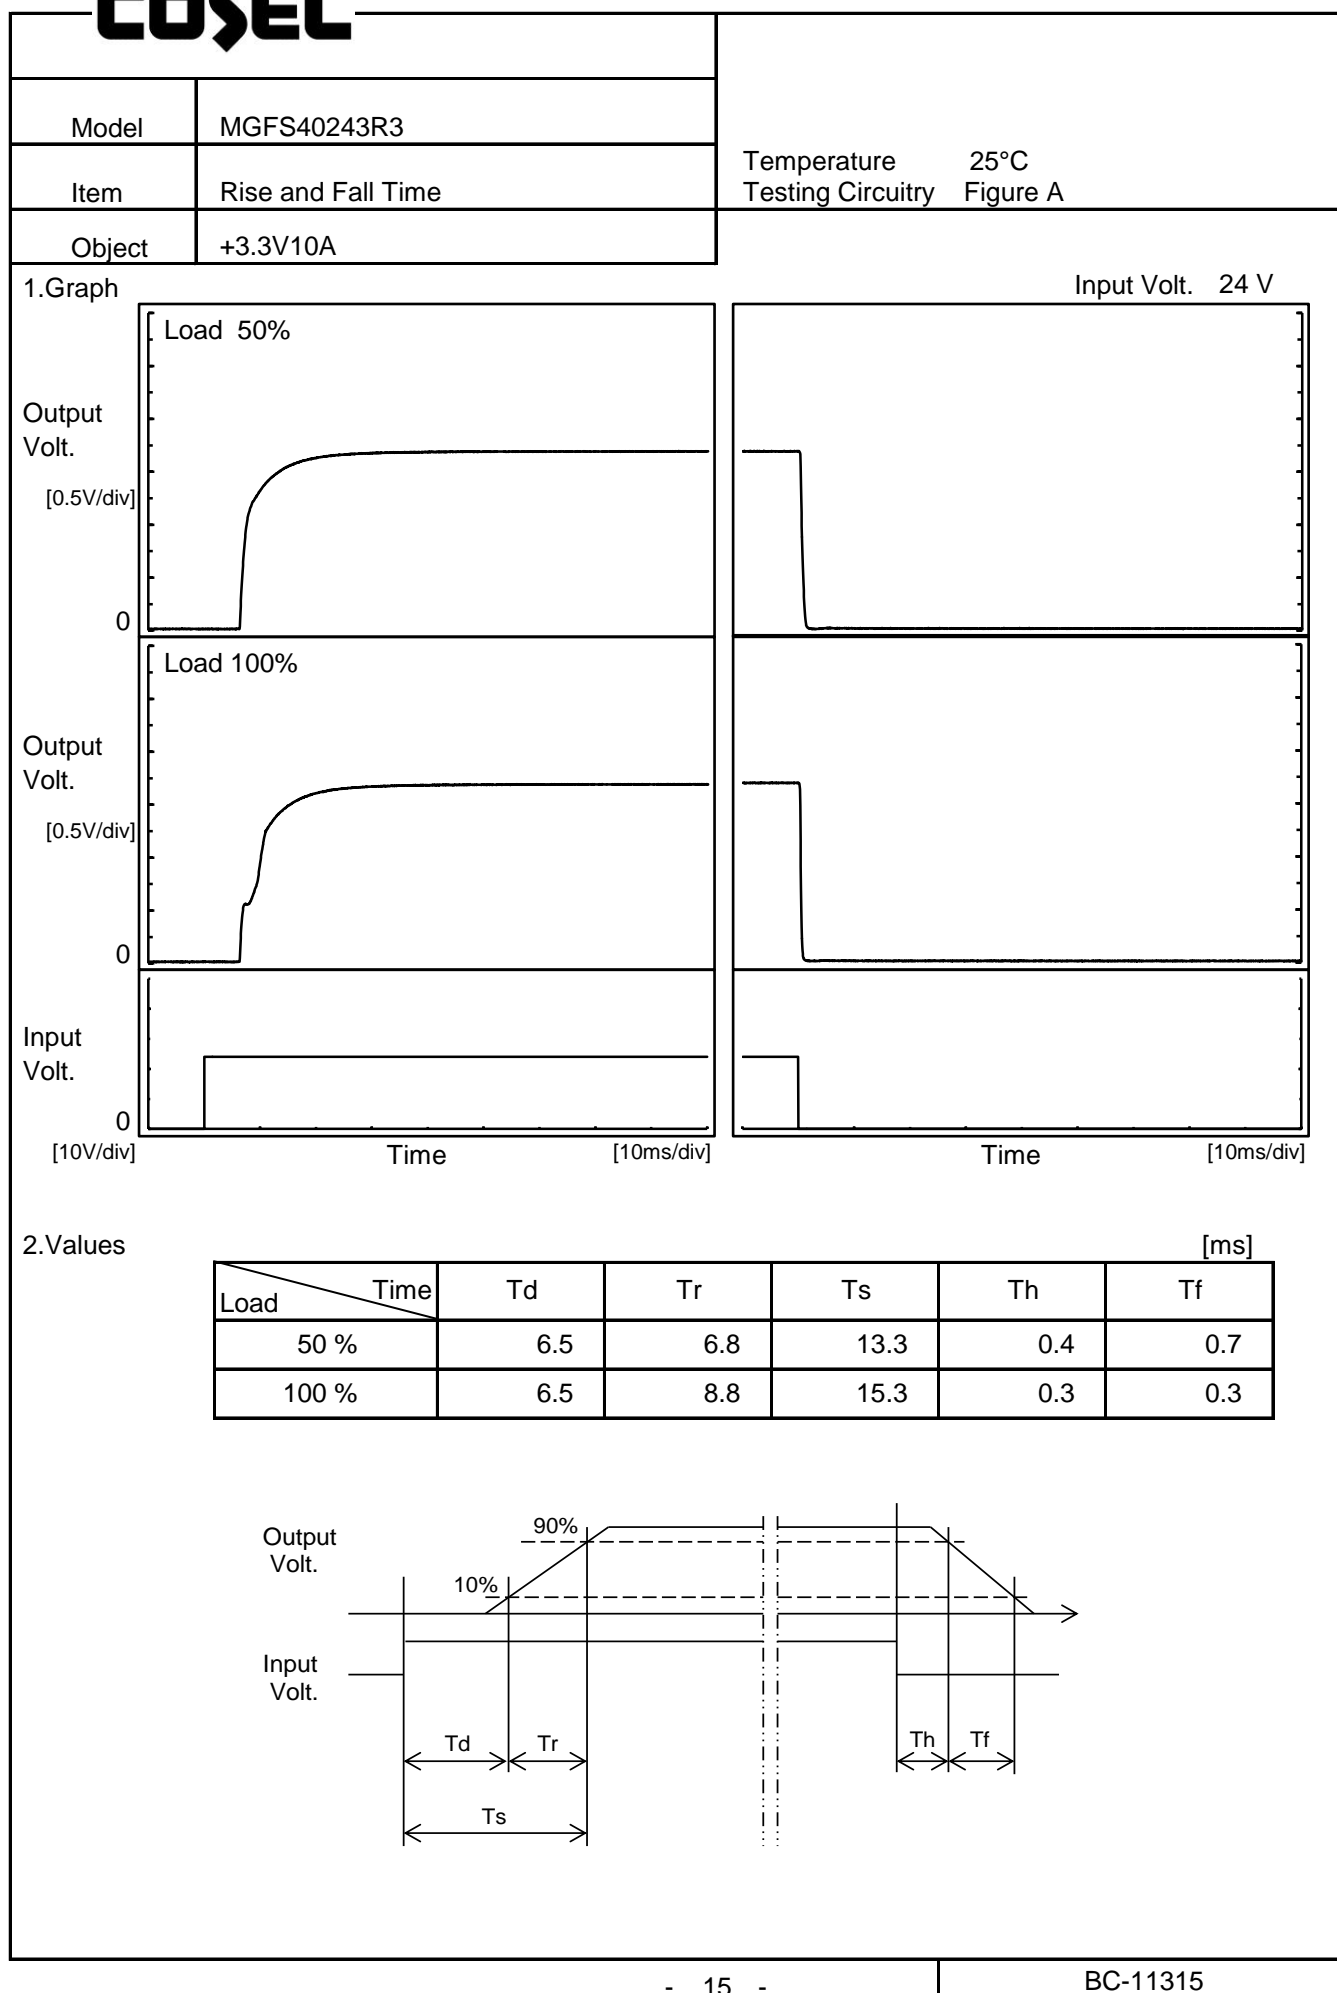 COSEL
Model MGFS40243R3
Temperature 25°C
Item Rise and Fall Time
Testing Circuitry Figure A
Object +3.3V10A
1.Graph
Input Volt. 24 V
Load 50%
Output
Volt.
[0.5V/div]
0
Load 100%
Output
Volt.
[0.5V/div]
0
Input
Volt.
0
[10V/div] Time [10ms/div] Time [10ms/div]
2.Values [ms]
Time Td Tr Ts Th Tf
Load
50 % 6.5 6.8 13.3 0.4 0.7
100 % 6.5 8.8 15.3 0.3 0.3
90%
Output
Volt.
10%
Input
Volt.
Td Tr Th Tf
Ts
- 15 - BC-11315